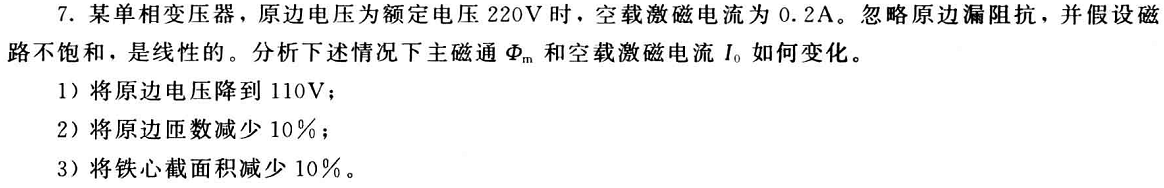 7. 某单相变压器，原边电压为额定电压 220V 时，空载激磁电流为 0.2A。忽略原边漏阻抗，并假设磁
路不饱和，是线性的。分析下述情况下主磁通 Φm 和空载激磁电流 I0 如何变化。
1) 将原边电压降到 110V；
2) 将原边匝数减少 10%；
3) 将铁心截面积减少 10%。